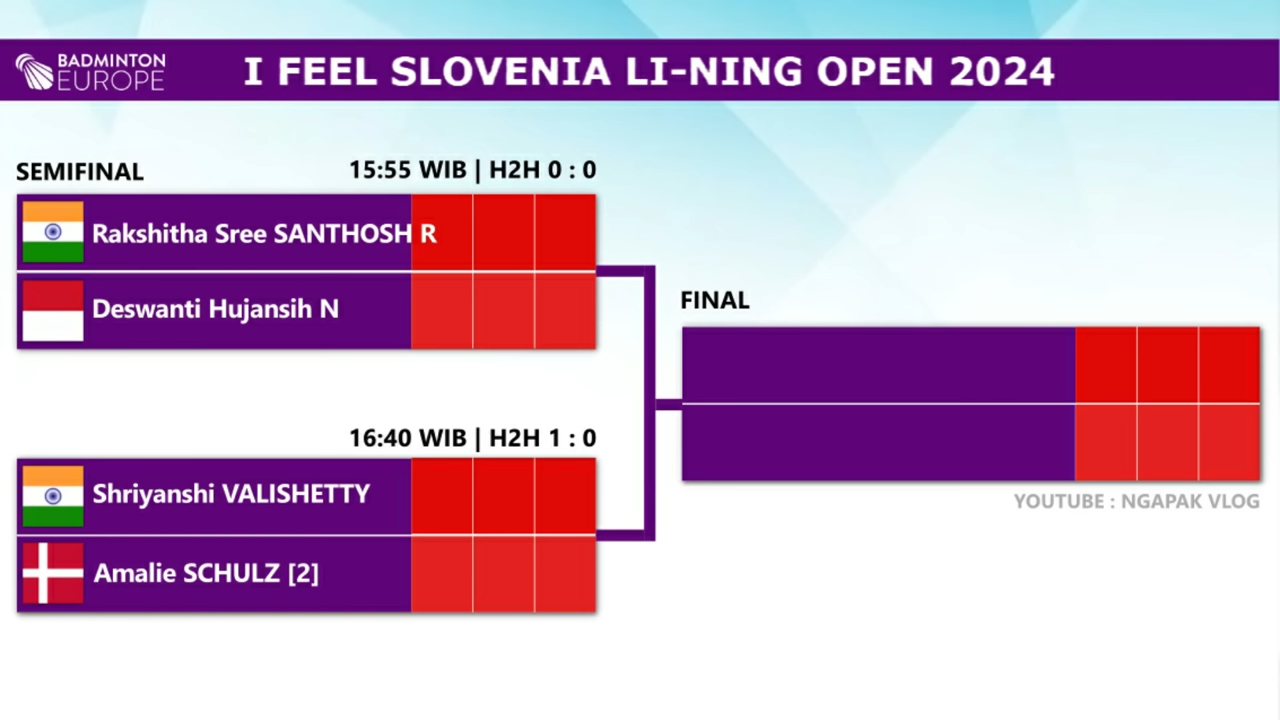 BADMINTON
EUROPE
I FEEL SLOVENIA LI-NING OPEN 2024
SEMIFINAL
15:55 WIB | H2H 0 : 0
Rakshitha Sree SANTHOSH R
Deswanti Hujansih N
FINAL
16:40 WIB | H2H 1 : 0
Shriyanshi VALISHETTY
Amalie SCHULZ [2]
YOUTUBE : NGAPAK VLOG